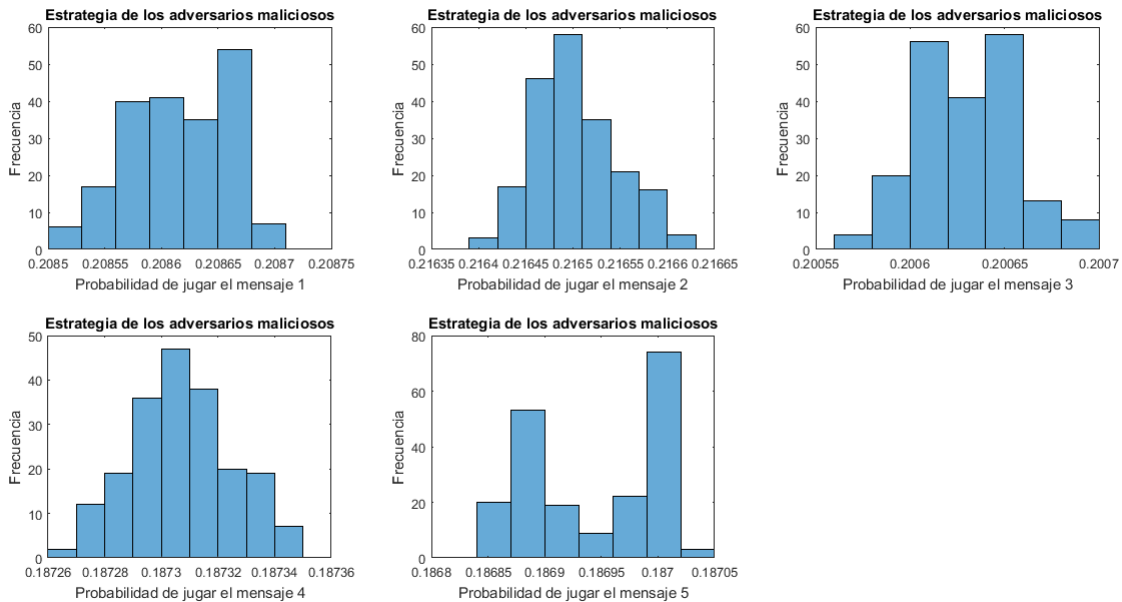 Estrategia de los adversarios maliciosos
60
50
40
30
20
10
0
Frecuencia
0.2085 0.20855 0.2086 0.20865 0.2087 0.20875
Probabilidad de jugar el mensaje 1
Estrategia de los adversarios maliciosos
60
50
40
30
20
10
0
Frecuencia
0.21635 0.2164 0.21645 0.2165 0.21655 0.2166 0.21665
Probabilidad de jugar el mensaje 2
Estrategia de los adversarios maliciosos
60
50
40
30
20
10
0
Frecuencia
0.20055 0.2006 0.20065 0.2007
Probabilidad de jugar el mensaje 3
Estrategia de los adversarios maliciosos
50
40
30
20
10
0
Frecuencia
0.18726 0.18728 0.1873 0.18732 0.18734 0.18736
Probabilidad de jugar el mensaje 4
Estrategia de los adversarios maliciosos
80
60
40
20
0
Frecuencia
0.1868 0.18685 0.1869 0.18695 0.187 0.18705
Probabilidad de jugar el mensaje 5